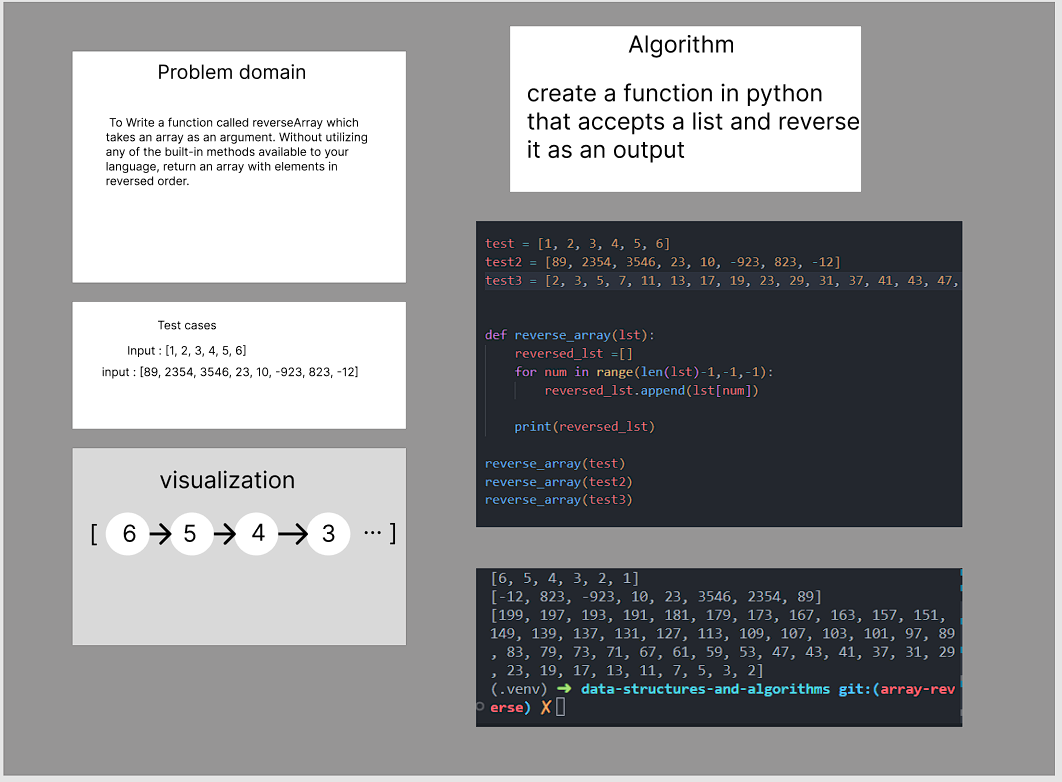 Problem domain
To Write a function called reverseArray which
takes an array as an argument. Without utilizing
any of the built-in methods available to your
language, return an array with elements in
reversed order.
Test cases
Input : [1, 2, 3, 4, 5, 6]
input : [89, 2354, 3546, 23, 10, -923, 823, -12]
visualization
[ 6 → 5 → 4 → 3 ... ]
Algorithm
create a function in python
that accepts a list and reverse
it as an output
test = [1, 2, 3, 4, 5, 6]
test2 = [89, 2354, 3546, 23, 10, -923, 823, -12]
test3 = [2, 3, 5, 7, 11, 13, 17, 19, 23, 29, 31, 37, 41, 43, 47,
def reverse_array(lst):
    reversed_lst =[]
    for num in range(len(lst)-1,-1,-1):
        reversed_lst.append(lst[num])
    print(reversed_lst)
reverse_array(test)
reverse_array(test2)
reverse_array(test3)
[6, 5, 4, 3, 2, 1]
[-12, 823, -923, 10, 23, 3546, 2354, 89]
[199, 197, 193, 191, 181, 179, 173, 167, 163, 157, 151,
149, 139, 137, 131, 127, 113, 109, 107, 103, 101, 97, 89
, 83, 79, 73, 71, 67, 61, 59, 53, 47, 43, 41, 37, 31, 29
, 23, 19, 17, 13, 11, 7, 5, 3, 2]
(.venv) ➜ data-structures-and-algorithms git:(array-rev
erse) ✗